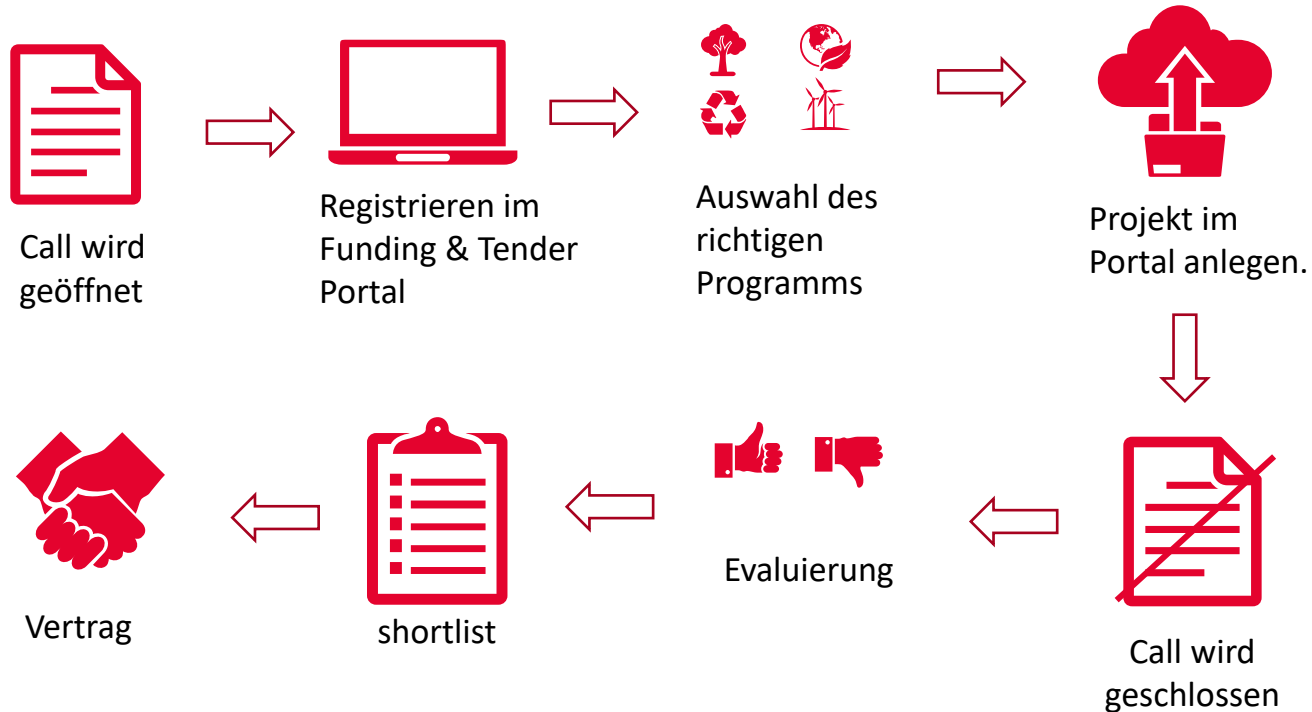 Call wird
geöffnet
Registrieren im
Funding & Tender
Portal
Auswahl des
richtigen
Programms
Projekt im
Portal anlegen.
Call wird
geschlossen
Evaluierung
shortlist
Vertrag